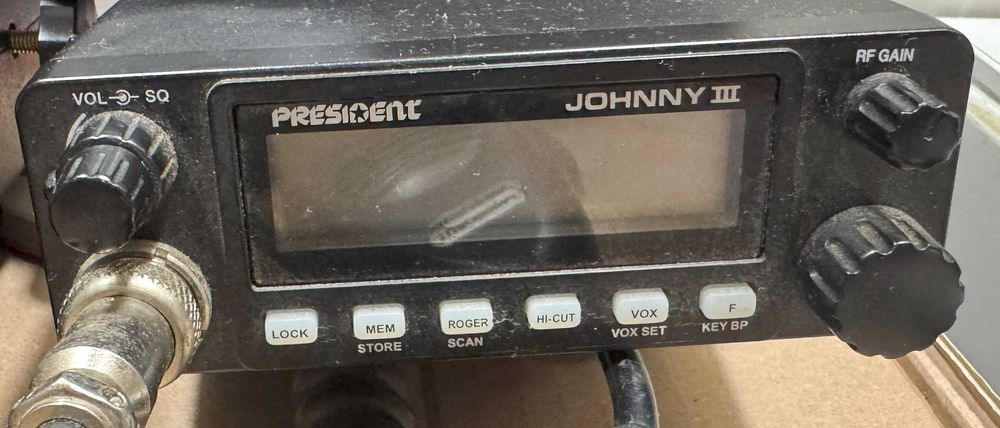 VOL SQ
PRESIDENT
JOHNNY III
RF GAIN
LOCK
MEM
STORE
ROGER
SCAN
HI-CUT
VOX
VOX SET
F
KEY BP